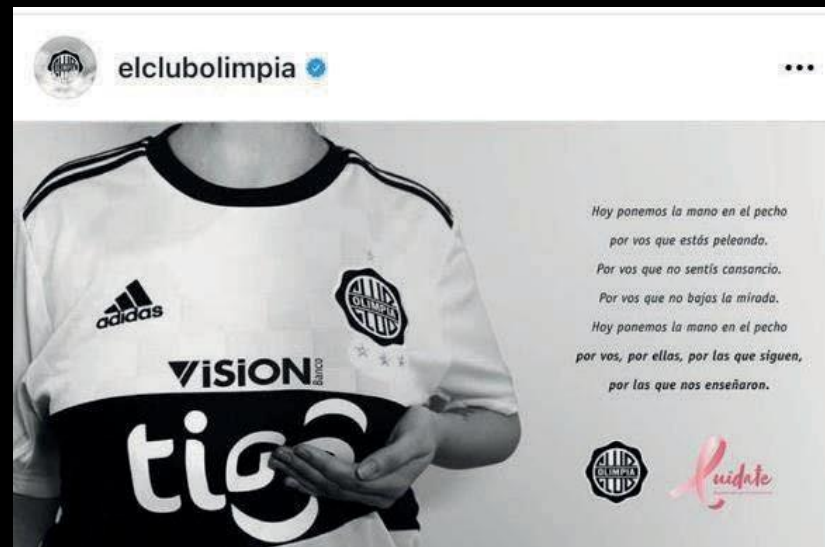 elclubolimpia
Hoy ponemos la mano en el pecho
por vos que estás peleando.
Por vos que no sentís cansancio.
Por vos que no bajas la mirada.
Hoy ponemos la mano en el pecho
por vos, por ellas, por las que siguen,
por las que nos enseñaron.
adidas
CLUB
OLIMPIA
CLUB
VISION Banco
tigo
OLIMPIA
Cuidate